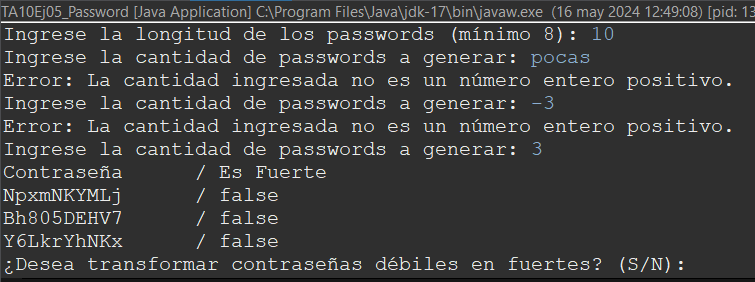 TA10Ej05_Password [Java Application] C:\Program Files\Java\jdk-17\bin\javaw.exe (16 may 2024 12:49:08) [pid: 13
Ingrese la longitud de los passwords (mínimo 8): 10
Ingrese la cantidad de passwords a generar: pocas
Error: La cantidad ingresada no es un número entero positivo.
Ingrese la cantidad de passwords a generar: -3
Error: La cantidad ingresada no es un número entero positivo.
Ingrese la cantidad de passwords a generar: 3
Contraseña / Es Fuerte
NpxmNKYMLj / false
Bh805DEHV7 / false
Y6LkrYhNKx / false
¿Desea transformar contraseñas débiles en fuertes? (S/N):